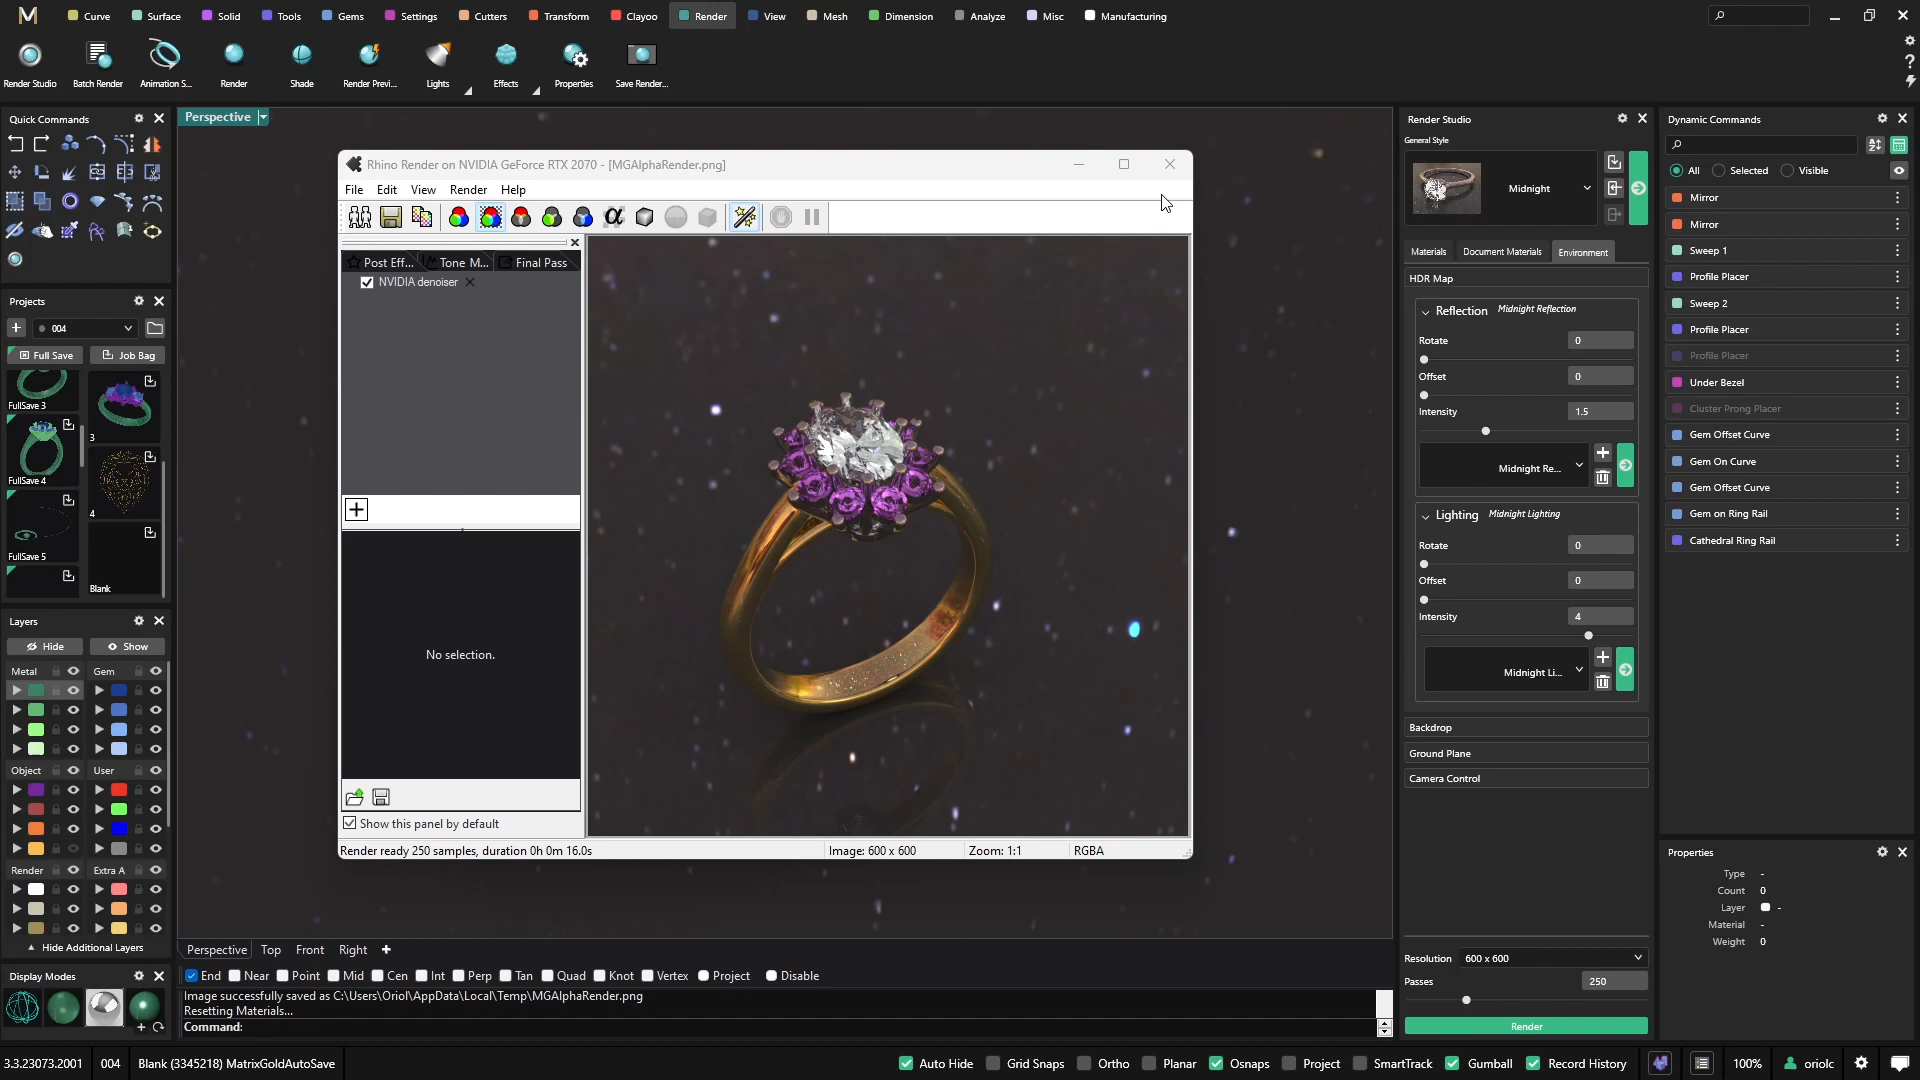 Curve Surface Solid Tools Gems Settings Cutters Transform Clayoo Render View Mesh Dimension Analyze Misc Manufacturing
Render Studio Batch Render Animation S... Render Shade Render Previ... Lights Effects Properties Save Render...
Quick Commands
Projects
004
Full Save Job Bag
FullSave 3
3
FullSave 4
4
FullSave 5
Blank
Layers
Hide Show
Metal Gem
Object User
Render Extra A
Hide Additional Layers
Display Modes
Perspective
Rhino Render on NVIDIA GeForce RTX 2070 - [MGAlphaRender.png]
File Edit View Render Help
α
Post Eff... Tone M... Final Pass
NVIDIA denoiser
No selection.
Show this panel by default
Render ready 250 samples, duration 0h 0m 16.0s Image: 600 x 600 Zoom: 1:1 RGBA
Perspective Top Front Right
End Near Point Mid Cen Int Perp Tan Quad Knot Vertex Project Disable
Image successfully saved as C:\Users\Oriol\AppData\Local\Temp\MGAlphaRender.png
Resetting Materials...
Command:
Render Studio
General Style
Midnight
Materials Document Materials Environment
HDR Map
Reflection Midnight Reflection
Rotate 0
Offset 0
Intensity 1.5
Midnight Re...
Lighting Midnight Lighting
Rotate 0
Offset 0
Intensity 4
Midnight Li...
Backdrop
Ground Plane
Camera Control
Resolution 600 x 600
Passes 250
Render
Dynamic Commands
All Selected Visible
Mirror
Mirror
Sweep 1
Profile Placer
Sweep 2
Profile Placer
Profile Placer
Under Bezel
Cluster Prong Placer
Gem Offset Curve
Gem On Curve
Gem Offset Curve
Gem on Ring Rail
Cathedral Ring Rail
Properties
Type -
Count 0
Layer -
Material -
Weight 0
3.3.23073.2001 004 Blank (3345218) MatrixGoldAutoSave Auto Hide Grid Snaps Ortho Planar Osnaps Project SmartTrack Gumball Record History 100% oriolc